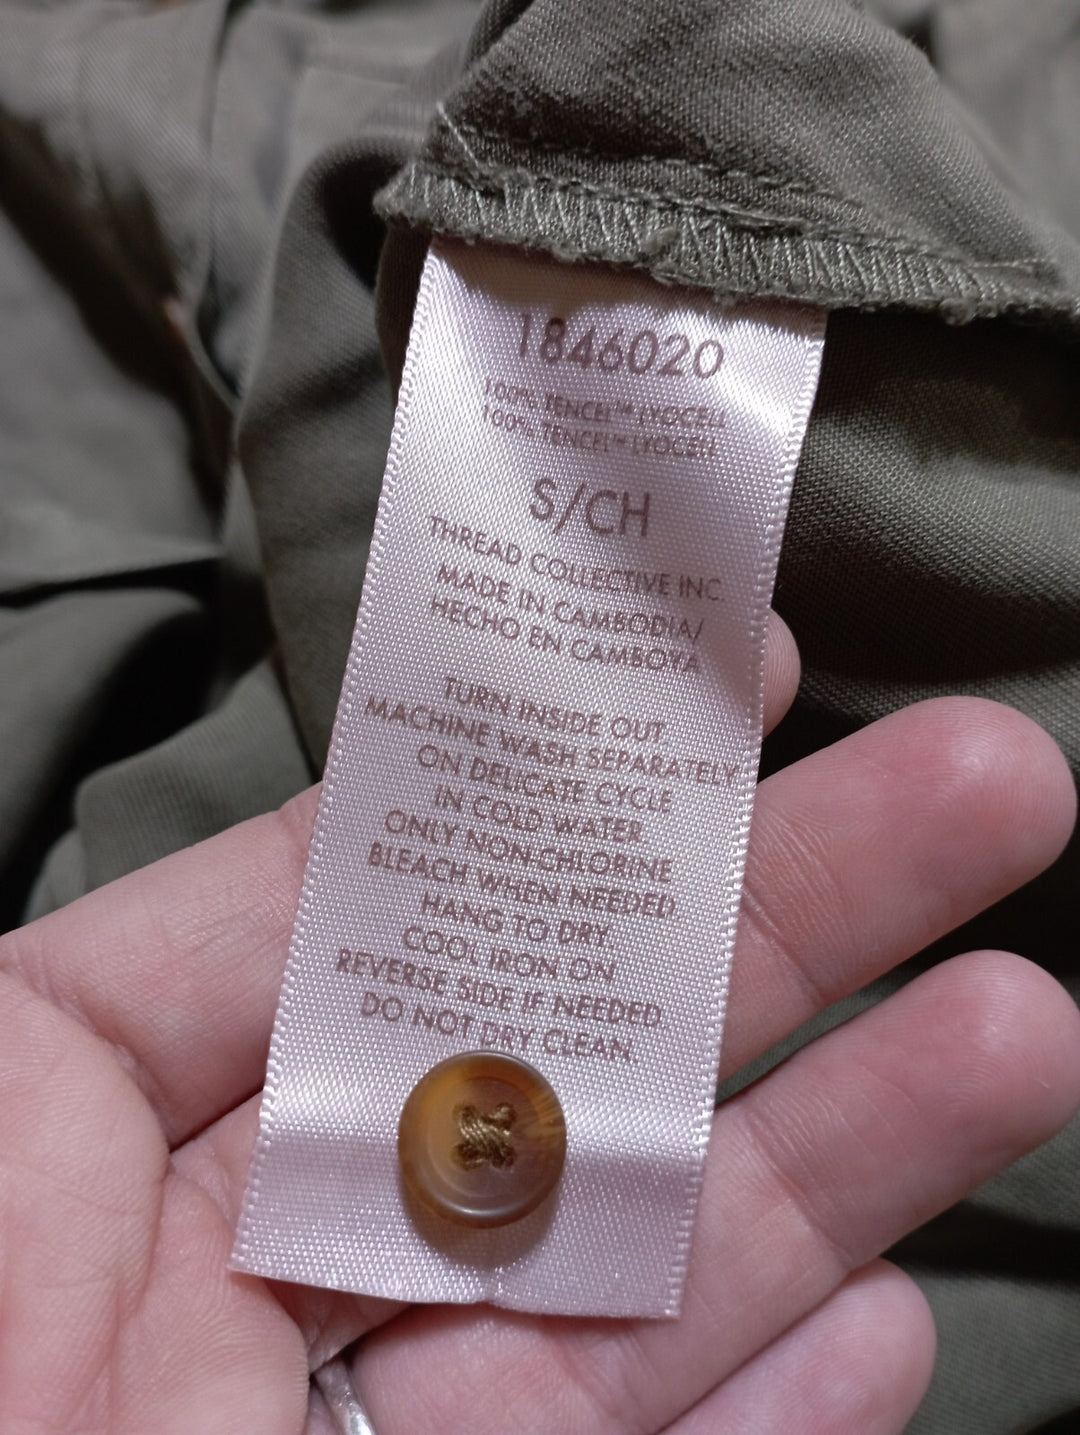 1846020
100% TENCEL™ LYOCELL
100% TENCEL™ LYOCELL
S/CH
THREAD COLLECTIVE INC.
MADE IN CAMBODIA/
HECHO EN CAMBOYA
TURN INSIDE OUT.
MACHINE WASH SEPARATELY
ON DELICATE CYCLE
IN COLD WATER.
ONLY NON-CHLORINE
BLEACH WHEN NEEDED.
HANG TO DRY.
COOL IRON ON
REVERSE SIDE IF NEEDED.
DO NOT DRY CLEAN.